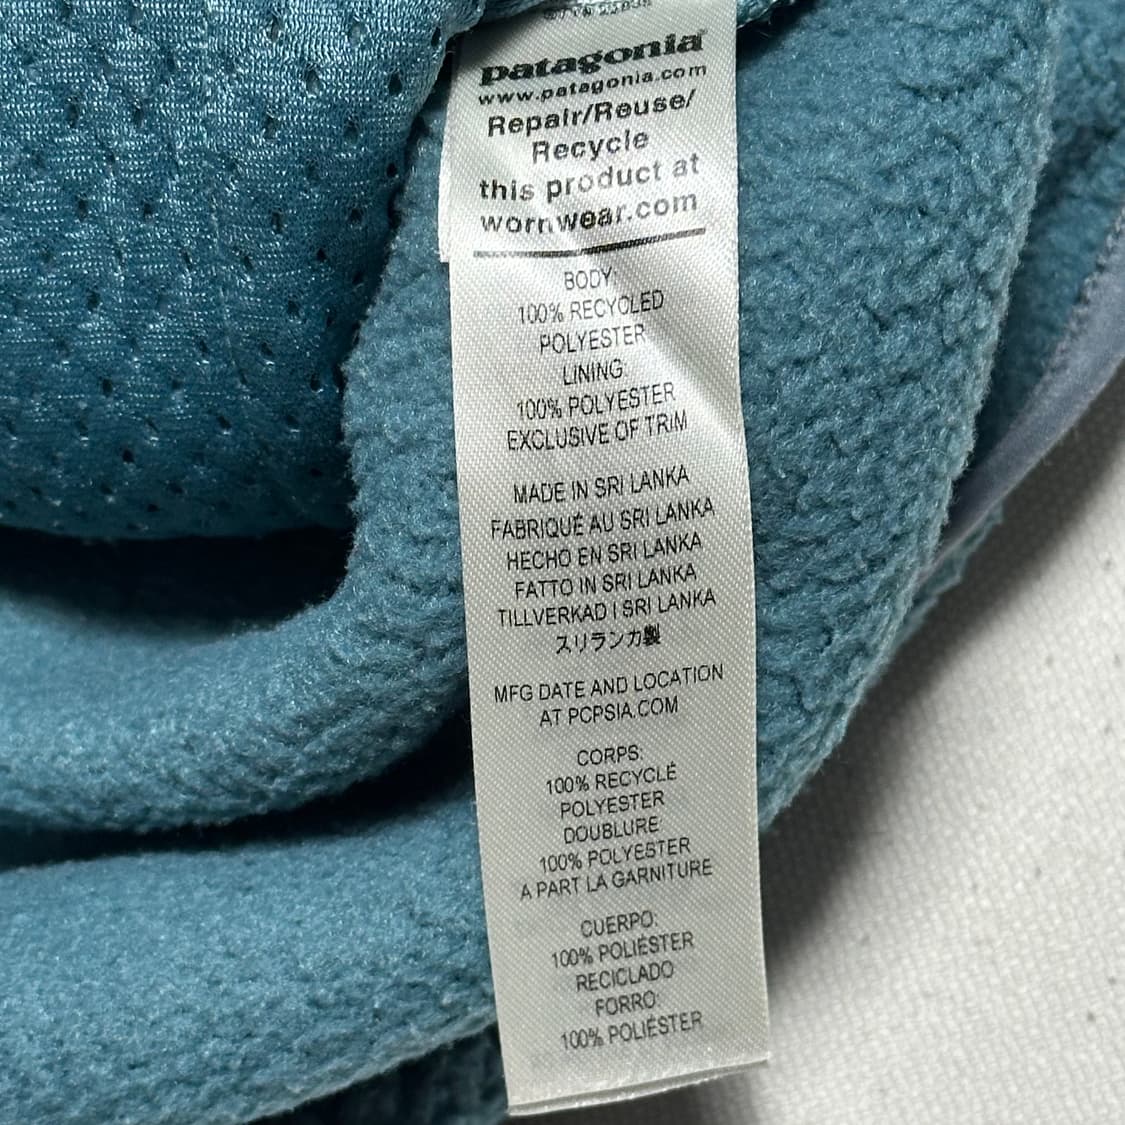 patagonia
www.patagonia.com
Repair/Reuse/
Recycle
this product at
wornwear.com
BODY:
100% RECYCLED
POLYESTER
LINING:
100% POLYESTER
EXCLUSIVE OF TRIM
MADE IN SRI LANKA
FABRIQUÉ AU SRI LANKA
HECHO EN SRI LANKA
FATTO IN SRI LANKA
TILLVERKAD I SRI LANKA
スリランカ製
MFG DATE AND LOCATION
AT PCPSIA.COM
CORPS:
100% RECYCLÉ
POLYESTER
DOUBLURE:
100% POLYESTER
A PART LA GARNITURE
CUERPO:
100% POLIÉSTER
RECICLADO
FORRO:
100% POLIÉSTER